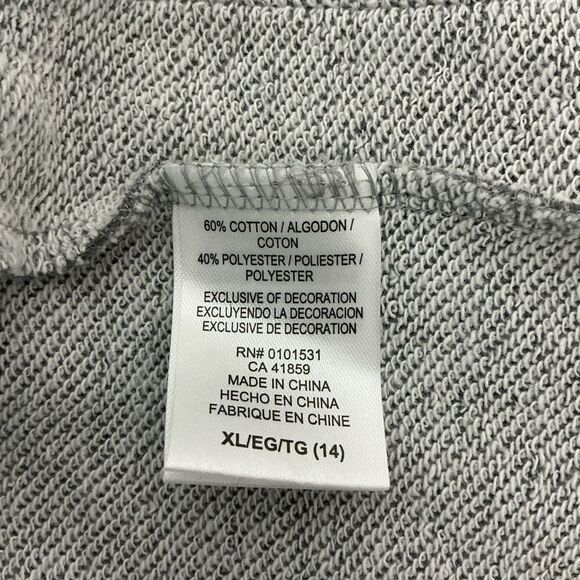 60% COTTON / ALGODON /
COTON
40% POLYESTER / POLIESTER /
POLYESTER
EXCLUSIVE OF DECORATION
EXCLUYENDO LA DECORACION
EXCLUSIVE DE DECORATION
RN# 0101531
CA 41859
MADE IN CHINA
HECHO EN CHINA
FABRIQUE EN CHINE
XL/EG/TG (14)